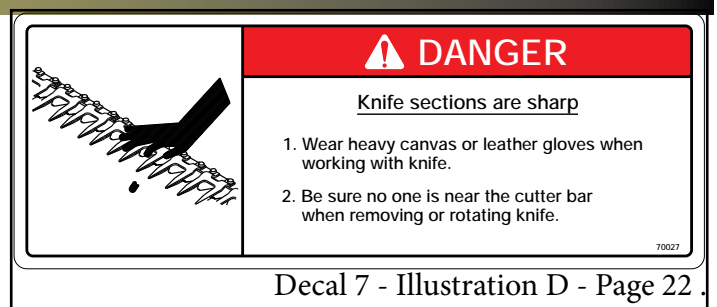 DANGER
Knife sections are sharp
1. Wear heavy canvas or leather gloves when
working with knife.
2. Be sure no one is near the cutter bar
when removing or rotating knife.
70027
Decal 7 - Illustration D - Page 22 .